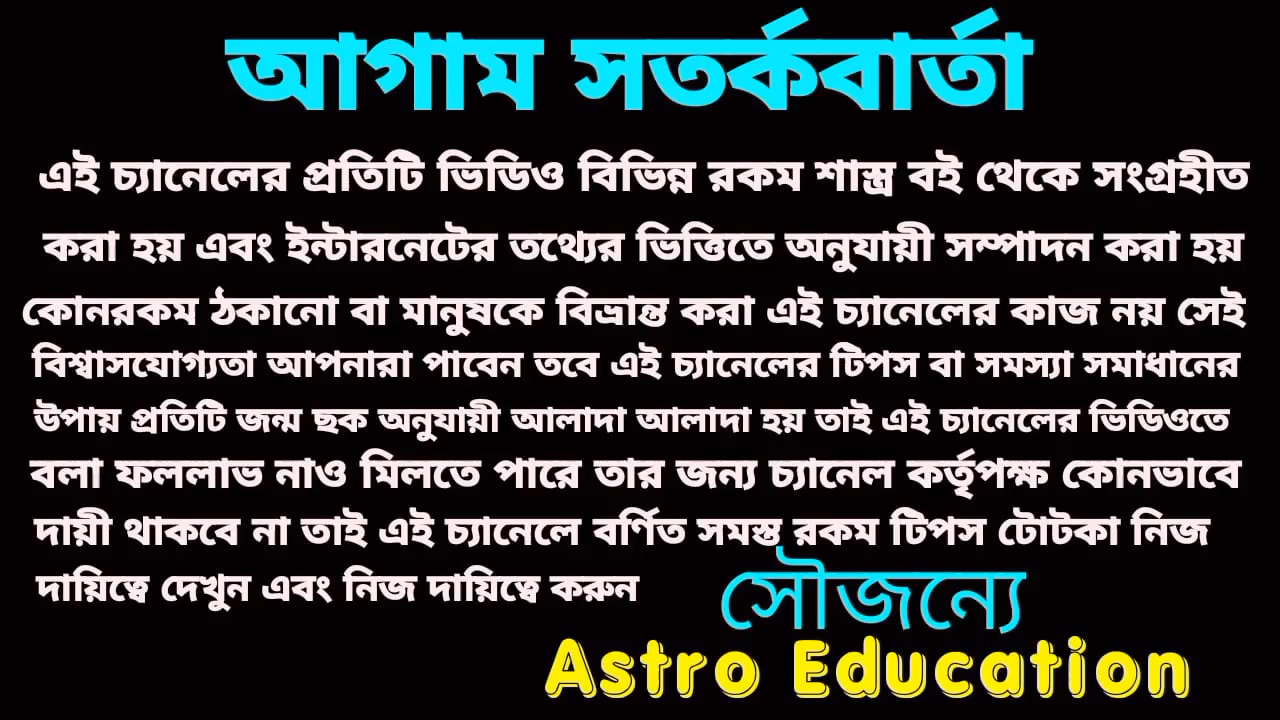 আগাম সতর্কবার্তা
এই চ্যানেলের প্রতিটি ভিডিও বিভিন্ন রকম শাস্ত্র বই থেকে সংগ্রহীত
করা হয় এবং ইন্টারনেটের তথ্যের ভিত্তিতে অনুযায়ী সম্পাদন করা হয়
কোনরকম ঠকানো বা মানুষকে বিভ্রান্ত করা এই চ্যানেলের কাজ নয় সেই
বিশ্বাসযোগ্যতা আপনারা পাবেন তবে এই চ্যানেলের টিপস বা সমস্যা সমাধানের
উপায় প্রতিটি জন্ম ছক অনুযায়ী আলাদা আলাদা হয় তাই এই চ্যানেলের ভিডিওতে
বলা ফললাভ নাও মিলতে পারে তার জন্য চ্যানেল কর্তৃপক্ষ কোনভাবে
দায়ী থাকবে না তাই এই চ্যানেলে বর্ণিত সমস্ত রকম টিপস টোটকা নিজ
দায়িত্বে দেখুন এবং নিজ দায়িত্বে করুন
সৌজন্যে
Astro Education